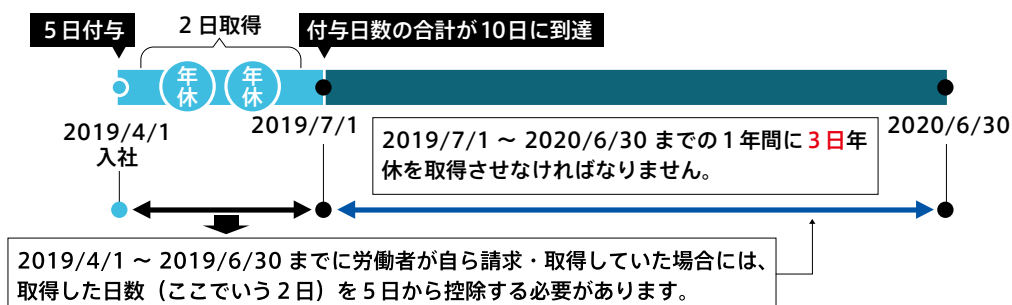 5日付与
2日取得
付与日数の合計が10日に到達
年休
年休
2019/4/1
入社
2019/7/1
2020/6/30
2019/7/1 ～ 2020/6/30 までの1年間に 3日年
休を取得させなければなりません。
2019/4/1 ～ 2019/6/30 までに労働者が自ら請求・取得していた場合には、
取得した日数（ここでいう2日）を5日から控除する必要があります。